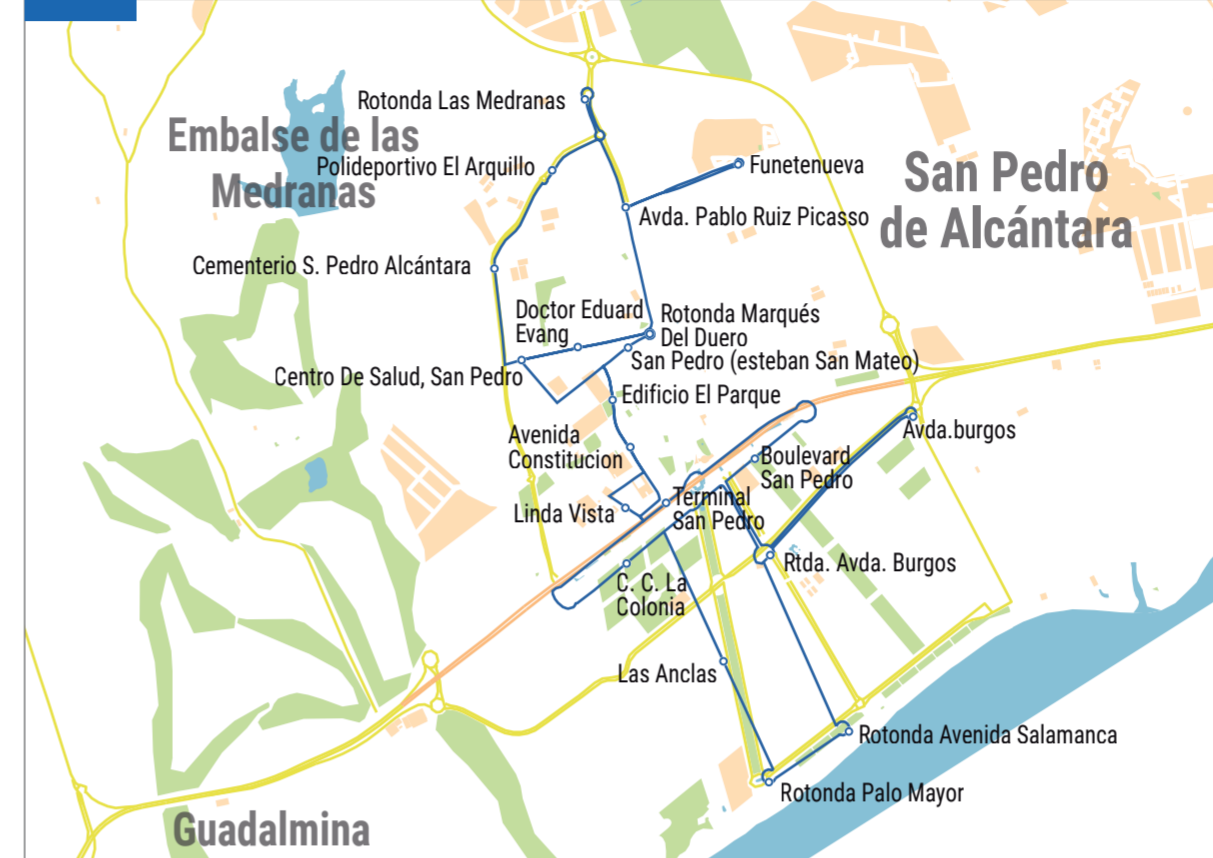 Rotonda Las Medranas
Embalse de las
Medranas
Polideportivo El Arquillo
Funetenueva
San Pedro
de Alcántara
Avda. Pablo Ruiz Picasso
Cementerio S. Pedro Alcántara
Doctor Eduard
Evang
Rotonda Marqués
Del Duero
San Pedro (esteban San Mateo)
Centro De Salud, San Pedro
Edificio El Parque
Avda.burgos
Avenida
Constitucion
Boulevard
San Pedro
Linda Vista
Terminal
San Pedro
Rtda. Avda. Burgos
C. C. La
Colonia
Las Anclas
Rotonda Avenida Salamanca
Rotonda Palo Mayor
Guadalmina